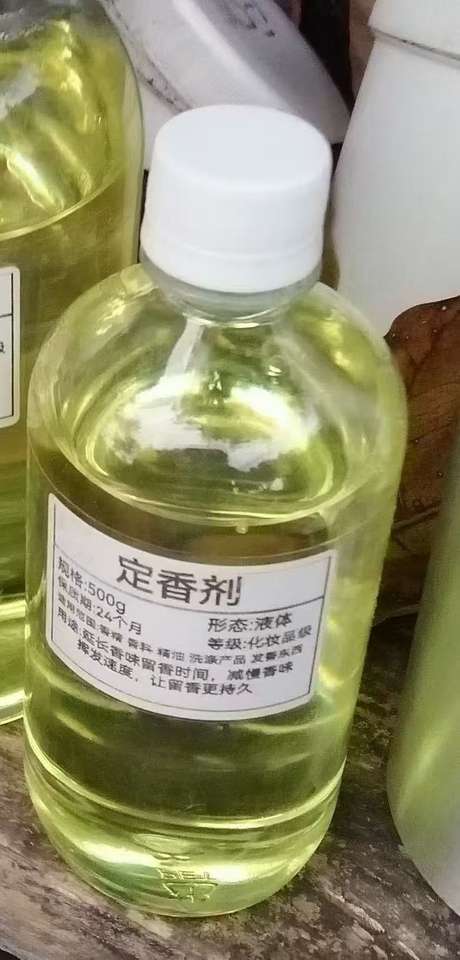 定香剂
规格:500g 形态:液体
保质期:24个月 等级:化妆品级
适用范围:香精 香料 精油 洗涤产品 发香东西
用途:延长香味留香时间，减慢香味
挥发速度，让留香更持久